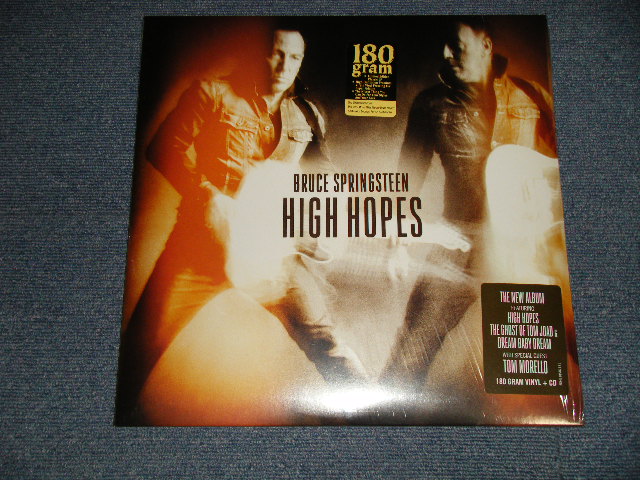 180
gram
BRUCE SPRINGSTEEN
HIGH HOPES
THE NEW ALBUM
FEATURING
HIGH HOPES
THE GHOST OF TOM JOAD &
DREAM BABY DREAM
WITH SPECIAL GUEST
TOM MORELLO
180 GRAM VINYL + CD